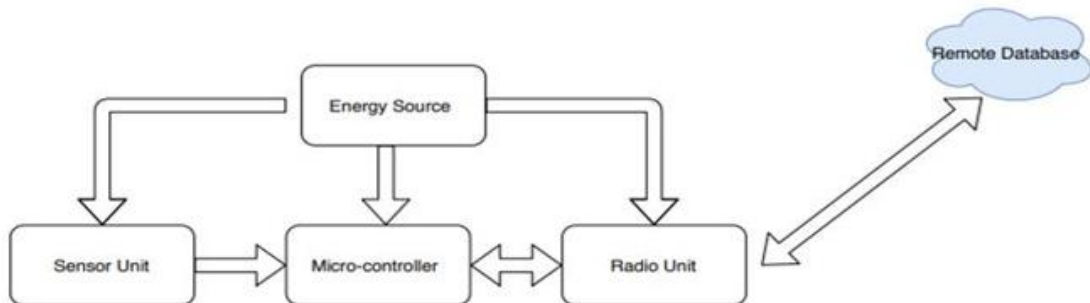 Remote Database
Energy Source
Sensor Unit
Micro-controller
Radio Unit